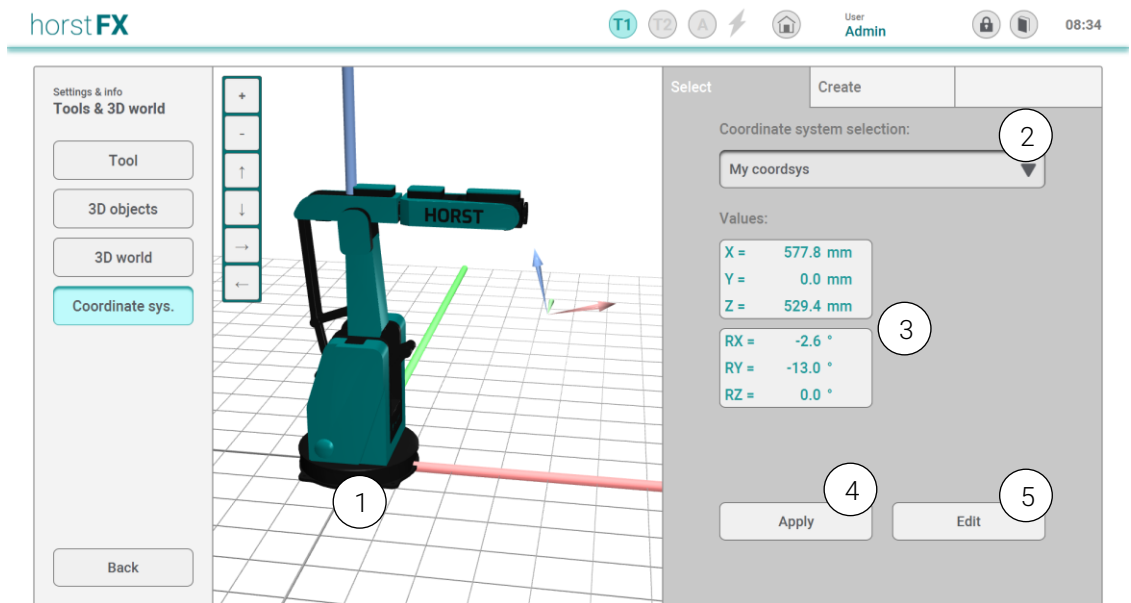 horstFX
T1 T2 A
User
Admin
08:34
Settings & info
Tools & 3D world
Tool
3D objects
3D world
Coordinate sys.
Back
+
-
↑
↓
→
←
HORST
1
Select
Create
Coordinate system selection:
2
My coordsys
Values:
X = 577.8 mm
Y = 0.0 mm
Z = 529.4 mm
3
RX = -2.6 °
RY = -13.0 °
RZ = 0.0 °
4
5
Apply
Edit